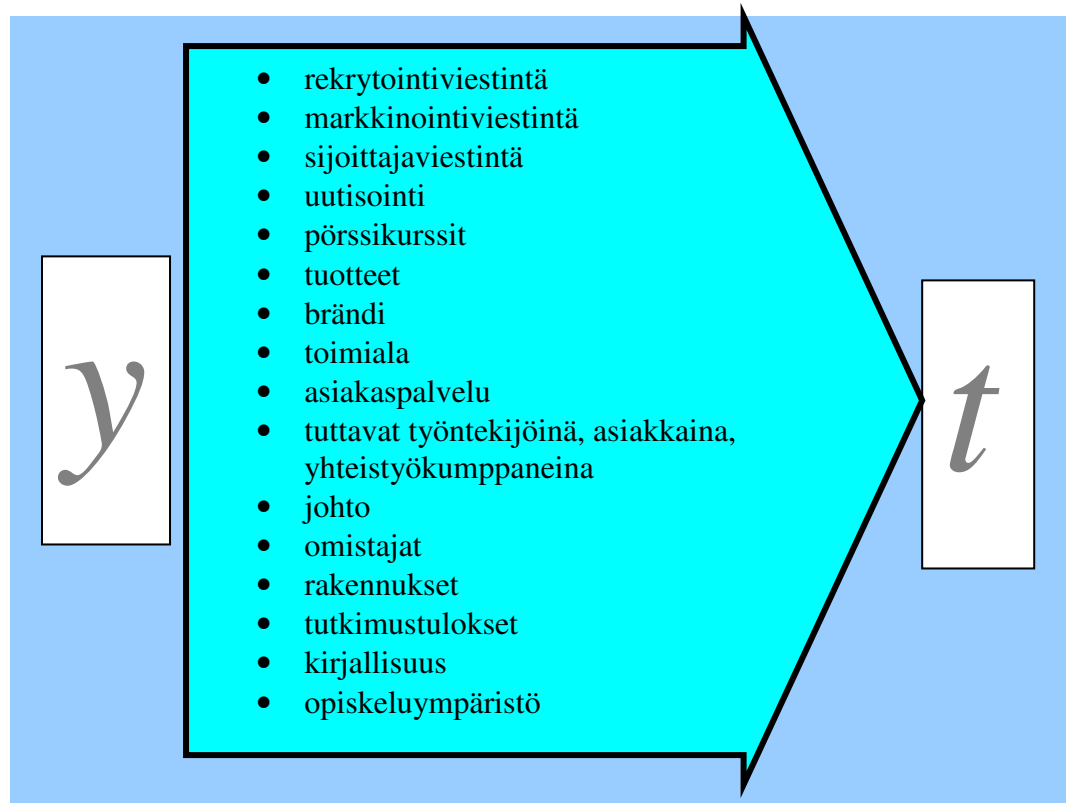 y
• rekrytointiviestintä
• markkinointiviestintä
• sijoittajaviestintä
• uutisointi
• pörssikurssit
• tuotteet
• brändi
• toimiala
• asiakaspalvelu
• tuttavat työntekijöinä, asiakkaina,
yhteistyökumppaneina
• johto
• omistajat
• rakennukset
• tutkimustulokset
• kirjallisuus
• opiskeluympäristö
t